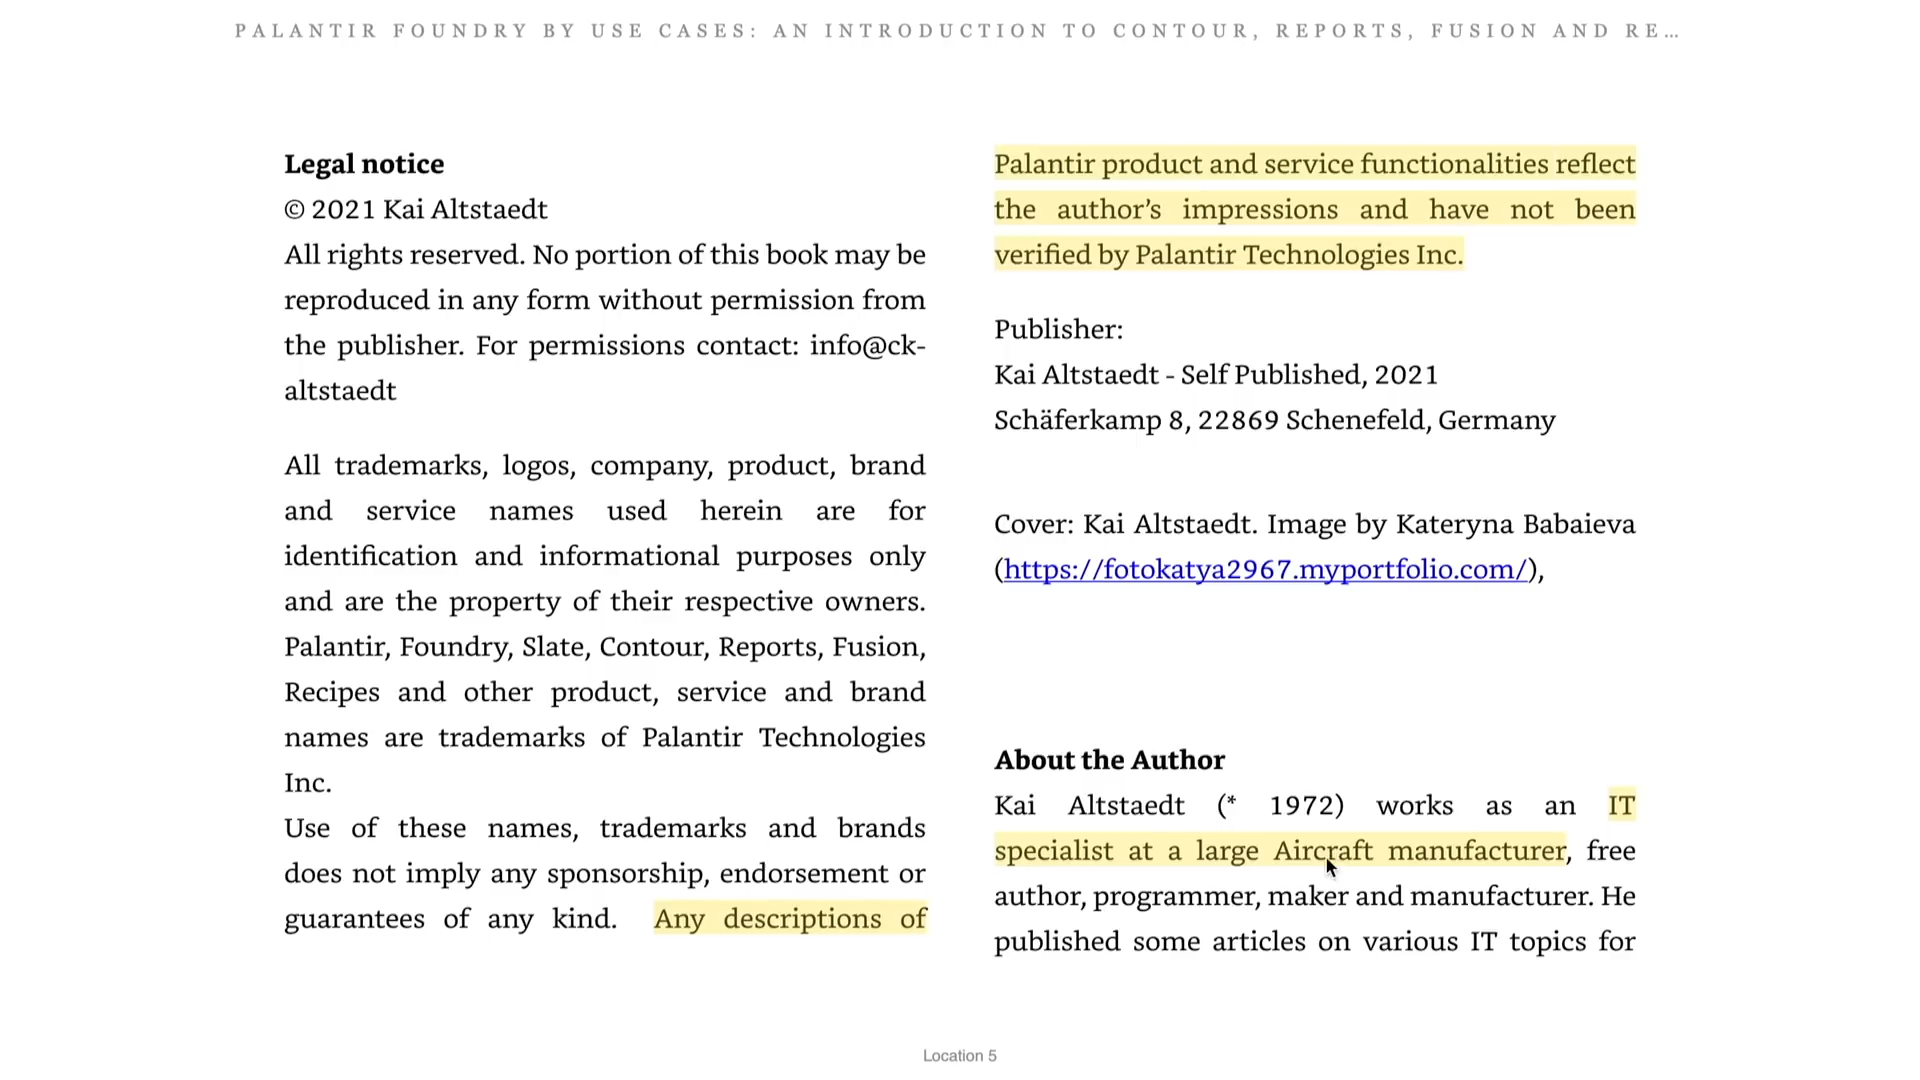 PALANTIR FOUNDRY BY USE CASES: AN INTRODUCTION TO CONTOUR, REPORTS, FUSION AND RE…
Legal notice
© 2021 Kai Altstaedt
All rights reserved. No portion of this book may be
reproduced in any form without permission from
the publisher. For permissions contact: info@ck-
altstaedt
All trademarks, logos, company, product, brand
and service names used herein are for
identification and informational purposes only
and are the property of their respective owners.
Palantir, Foundry, Slate, Contour, Reports, Fusion,
Recipes and other product, service and brand
names are trademarks of Palantir Technologies
Inc.
Use of these names, trademarks and brands
does not imply any sponsorship, endorsement or
guarantees of any kind. Any descriptions of
Palantir product and service functionalities reflect
the author’s impressions and have not been
verified by Palantir Technologies Inc.
Publisher:
Kai Altstaedt - Self Published, 2021
Schäferkamp 8, 22869 Schenefeld, Germany
Cover: Kai Altstaedt. Image by Kateryna Babaieva
(https://fotokatya2967.myportfolio.com/),
About the Author
Kai Altstaedt (* 1972) works as an IT
specialist at a large Aircraft manufacturer, free
author, programmer, maker and manufacturer. He
published some articles on various IT topics for
Location 5